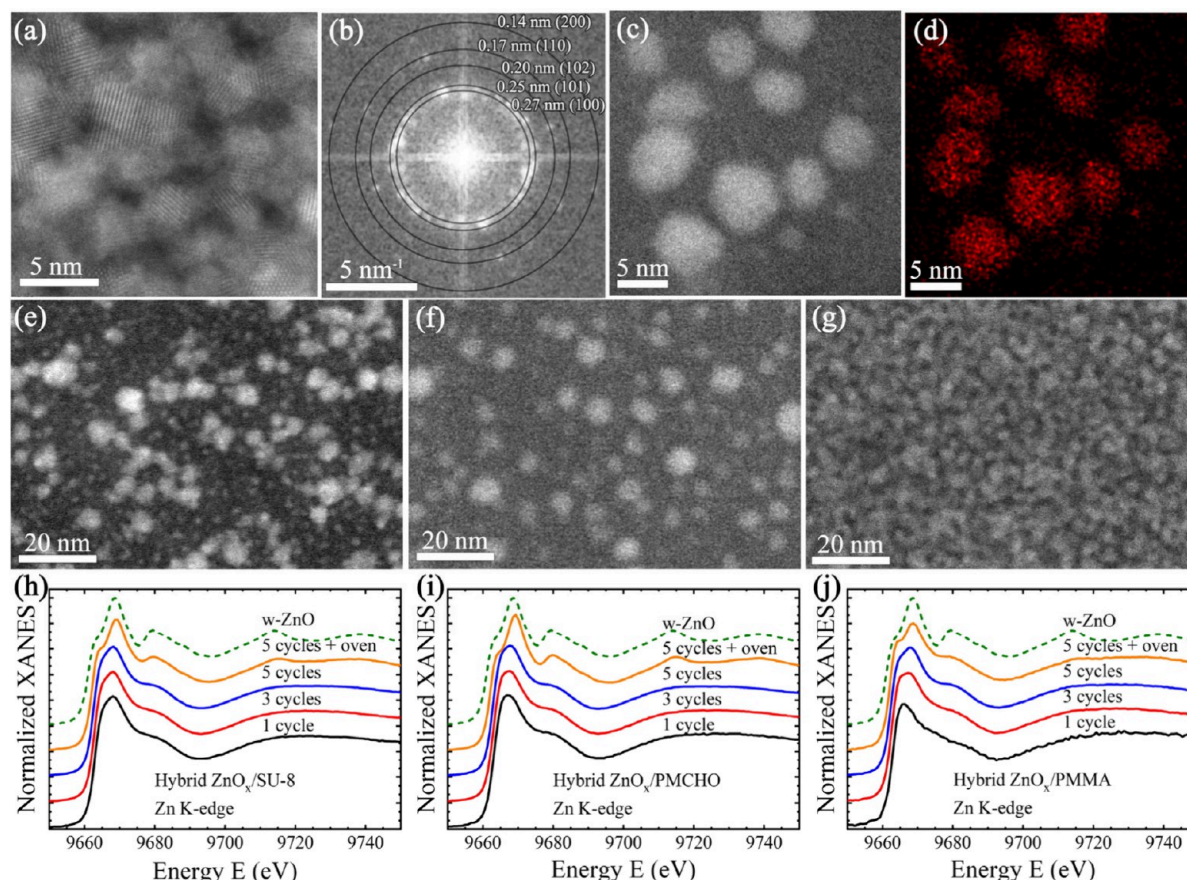 (a)
5 nm
(b)
0.14 nm (200)
0.17 nm (110)
0.20 nm (102)
0.25 nm (101)
0.27 nm (100)
5 nm⁻¹
(c)
5 nm
(d)
5 nm
(e)
20 nm
(f)
20 nm
(g)
20 nm
(h)
Normalized XANES
w-ZnO
5 cycles + oven
5 cycles
3 cycles
1 cycle
Hybrid ZnOₓ/SU-8
Zn K-edge
9660 9680 9700 9720 9740
Energy E (eV)
(i)
Normalized XANES
w-ZnO
5 cycles + oven
5 cycles
3 cycles
1 cycle
Hybrid ZnOₓ/PMCHO
Zn K-edge
9660 9680 9700 9720 9740
Energy E (eV)
(j)
Normalized XANES
w-ZnO
5 cycles + oven
5 cycles
3 cycles
1 cycle
Hybrid ZnOₓ/PMMA
Zn K-edge
9660 9680 9700 9720 9740
Energy E (eV)